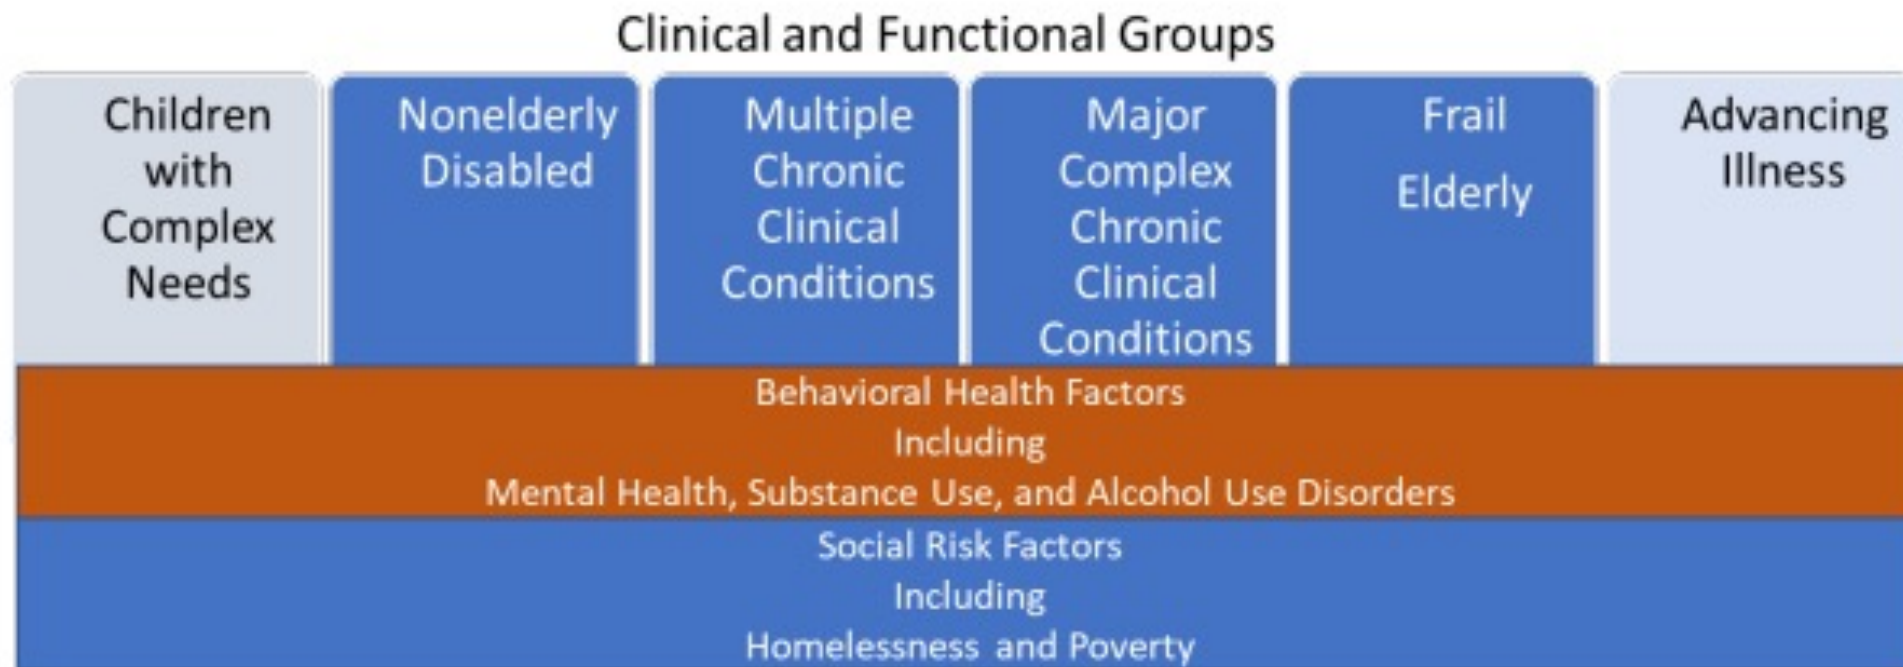 Clinical and Functional Groups
Children
with
Complex
Needs
Nonelderly
Disabled
Multiple
Chronic
Clinical
Conditions
Major
Complex
Chronic
Clinical
Conditions
Frail
Elderly
Advancing
Illness
Behavioral Health Factors
Including
Mental Health, Substance Use, and Alcohol Use Disorders
Social Risk Factors
Including
Homelessness and Poverty